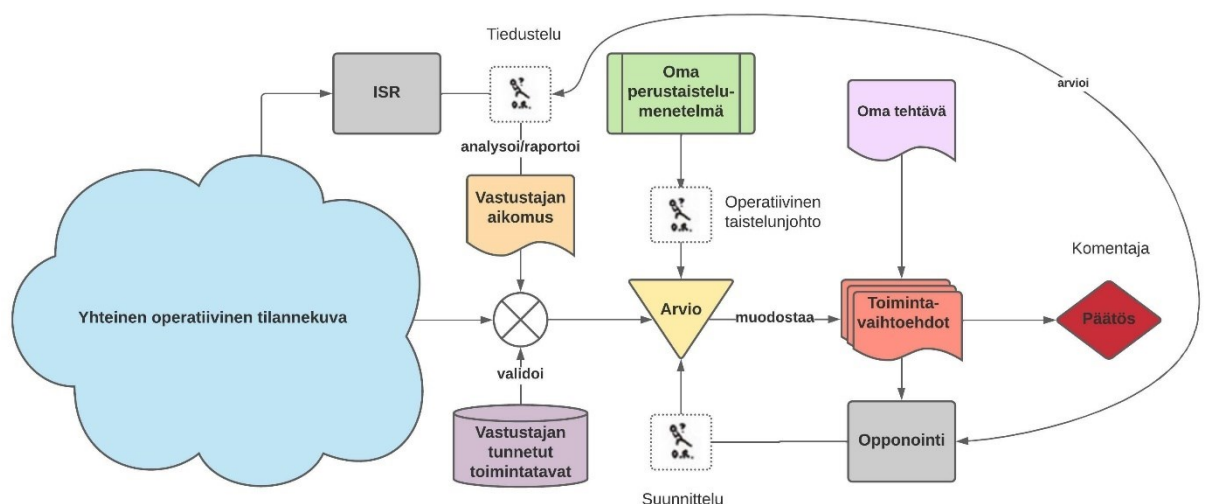 Tiedustelu
ISR
O.R.
Oma
perustaistelu-
menetelmä
arvioi
Oma tehtävä
analysoi/raportoi
Vastustajan
aikomus
O.R.
Operatiivinen
taistelunjohto
Komentaja
Yhteinen operatiivinen tilannekuva
Arvio
muodostaa
Toiminta-
vaihtoehdot
Päätös
validoi
Vastustajan
tunnetut
toimintatavat
O.R.
Opponointi
Suunnittelu